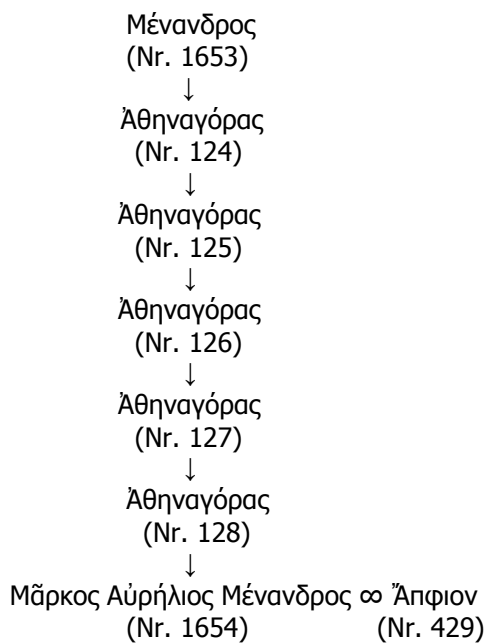 Μένανδρος
(Nr. 1653)
↓
Ἀθηναγόρας
(Nr. 124)
↓
Ἀθηναγόρας
(Nr. 125)
↓
Ἀθηναγόρας
(Nr. 126)
↓
Ἀθηναγόρας
(Nr. 127)
↓
Ἀθηναγόρας
(Nr. 128)
↓
Μᾶρκος Αὐρήλιος Μένανδρος ∞ Ἄπφιον
(Nr. 1654) (Nr. 429)